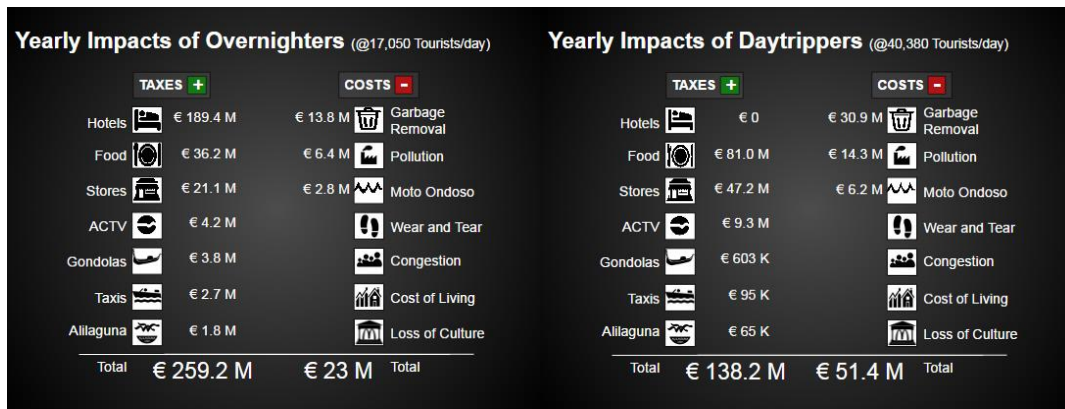 Yearly Impacts of Overnighters (@17,050 Tourists/day)
TAXES + COSTS -
Hotels € 189.4 M € 13.8 M Garbage
Removal
Food € 36.2 M € 6.4 M Pollution
Stores € 21.1 M € 2.8 M Moto Ondoso
ACTV € 4.2 M Wear and Tear
Gondolas € 3.8 M Congestion
Taxis € 2.7 M Cost of Living
Alilaguna € 1.8 M Loss of Culture
Total € 259.2 M € 23 M Total
Yearly Impacts of Daytrippers (@40,380 Tourists/day)
TAXES + COSTS -
Hotels € 0 € 30.9 M Garbage
Removal
Food € 81.0 M € 14.3 M Pollution
Stores € 47.2 M € 6.2 M Moto Ondoso
ACTV € 9.3 M Wear and Tear
Gondolas € 603 K Congestion
Taxis € 95 K Cost of Living
Alilaguna € 65 K Loss of Culture
Total € 138.2 M € 51.4 M Total